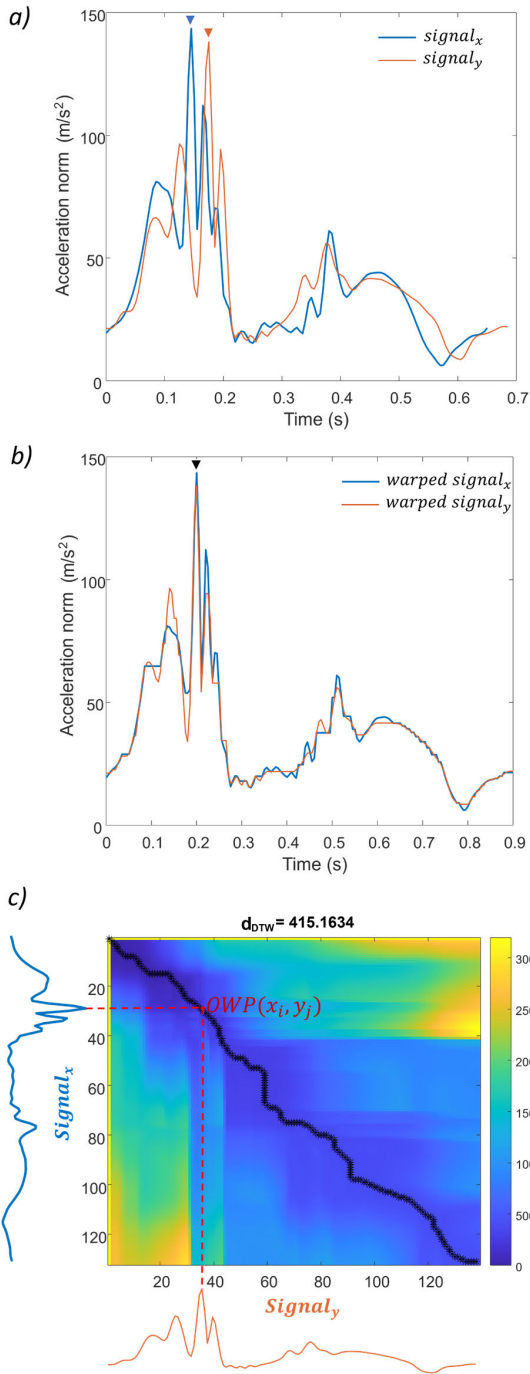 a)
150
signal_x
signal_y
100
50
0
Acceleration norm (m/s²)
0 0.1 0.2 0.3 0.4 0.5 0.6 0.7
Time (s)
b)
150
warped signal_x
warped signal_y
100
50
0
Acceleration norm (m/s²)
0 0.1 0.2 0.3 0.4 0.5 0.6 0.7 0.8 0.9
Time (s)
c)
d_DTW = 415.1634
OWP(x_i, y_j)
Signal_x
20
40
60
80
100
120
20 40 60 80 100 120
Signal_y
0